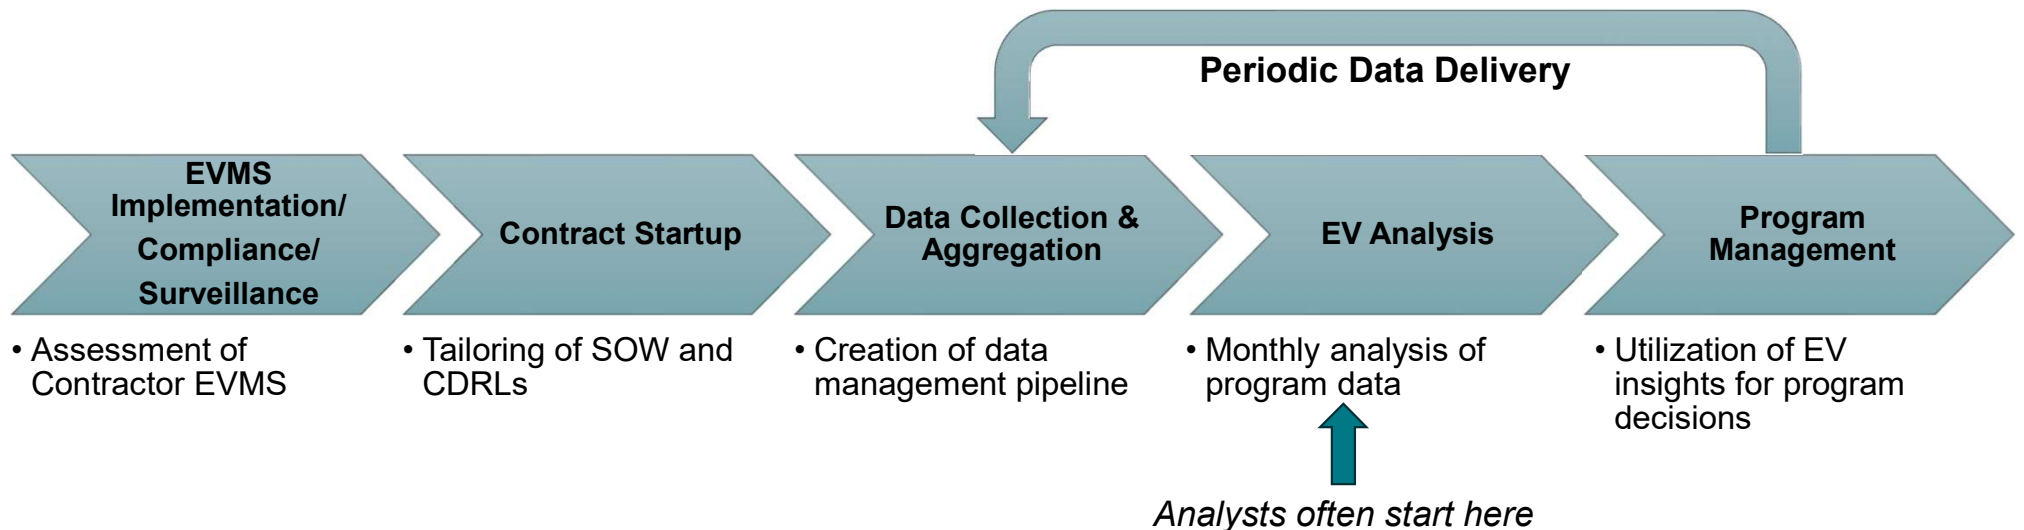 Periodic Data Delivery
EVMS
Implementation/
Compliance/
Surveillance
Contract Startup
Data Collection &
Aggregation
EV Analysis
Program
Management
• Assessment of
Contractor EVMS
• Tailoring of SOW and
CDRLs
• Creation of data
management pipeline
• Monthly analysis of
program data
• Utilization of EV
insights for program
decisions
Analysts often start here